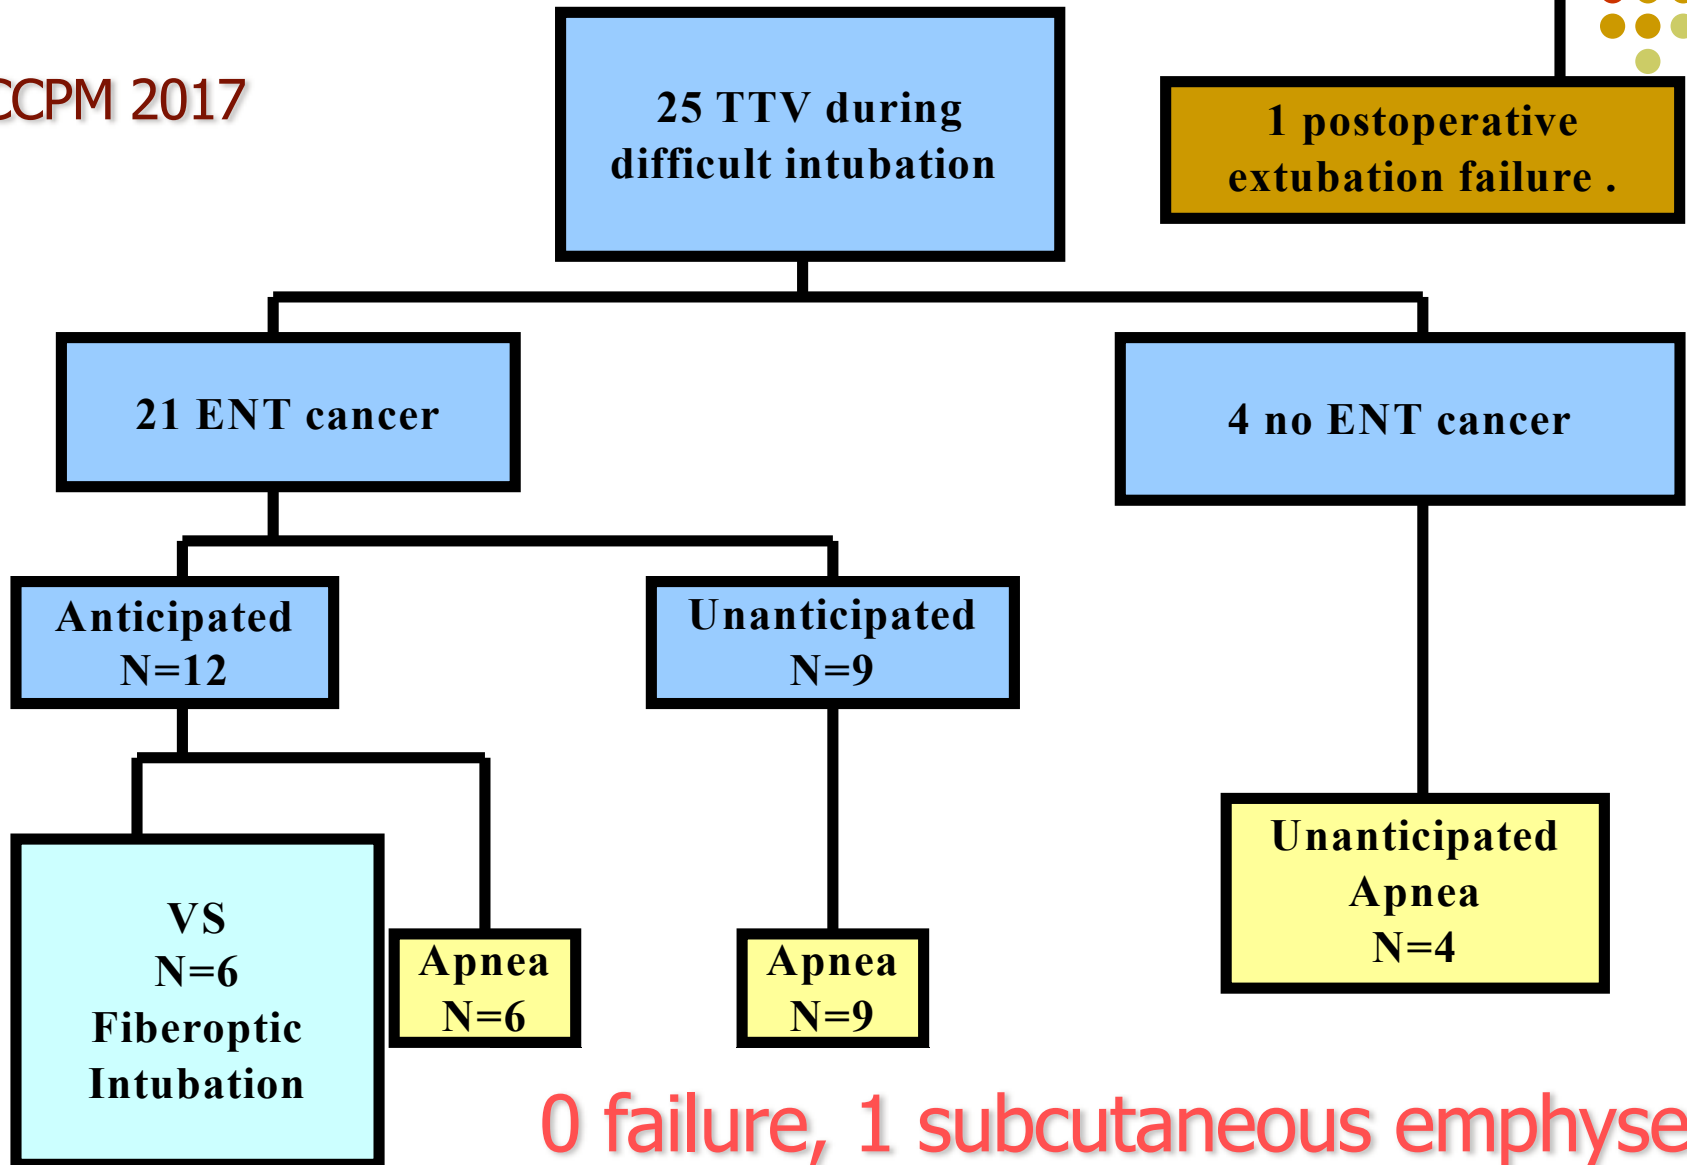 CCPM 2017
25 TTV during
difficult intubation
1 postoperative
extubation failure .
21 ENT cancer
4 no ENT cancer
Anticipated
N=12
Unanticipated
N=9
VS
N=6
Fiberoptic
Intubation
Apnea
N=6
Apnea
N=9
Unanticipated
Apnea
N=4
0 failure, 1 subcutaneous emphyse